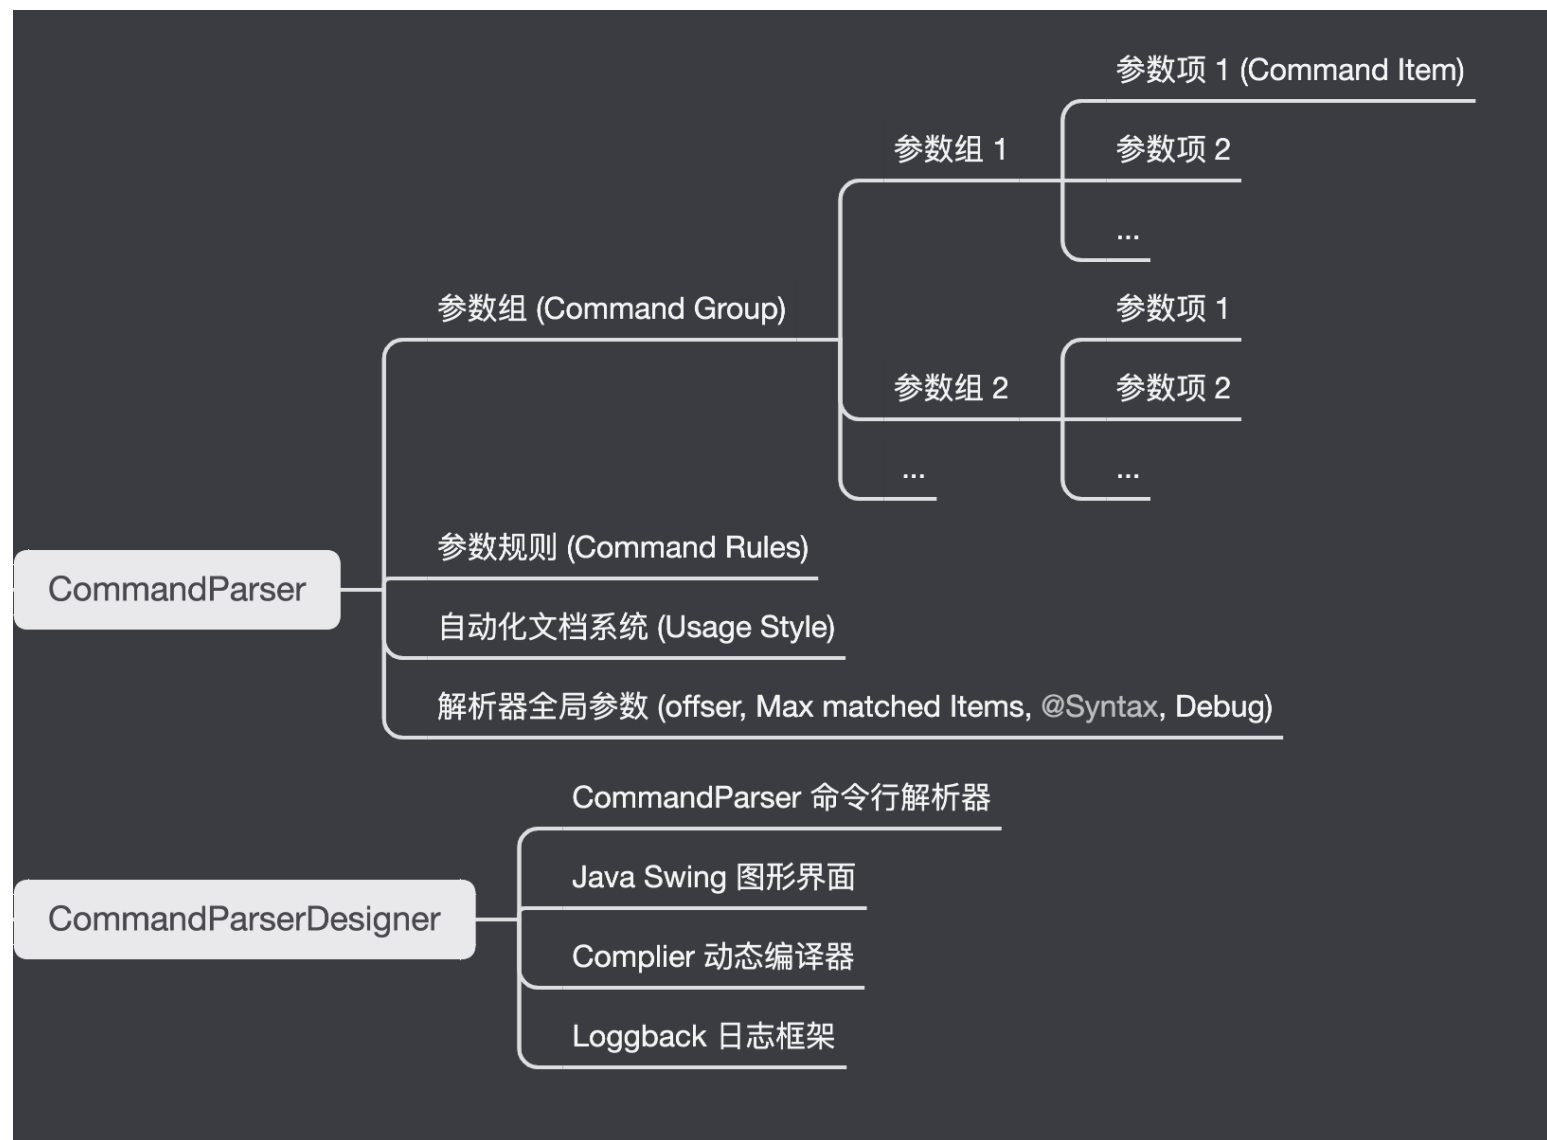 参数项 1 (Command Item)
参数组 1
参数项 2
...
参数组 (Command Group)
参数项 1
参数组 2
参数项 2
...
...
参数规则 (Command Rules)
CommandParser
自动化文档系统 (Usage Style)
解析器全局参数 (offser, Max matched Items, @Syntax, Debug)
CommandParser 命令行解析器
Java Swing 图形界面
CommandParserDesigner
Complier 动态编译器
Loggback 日志框架